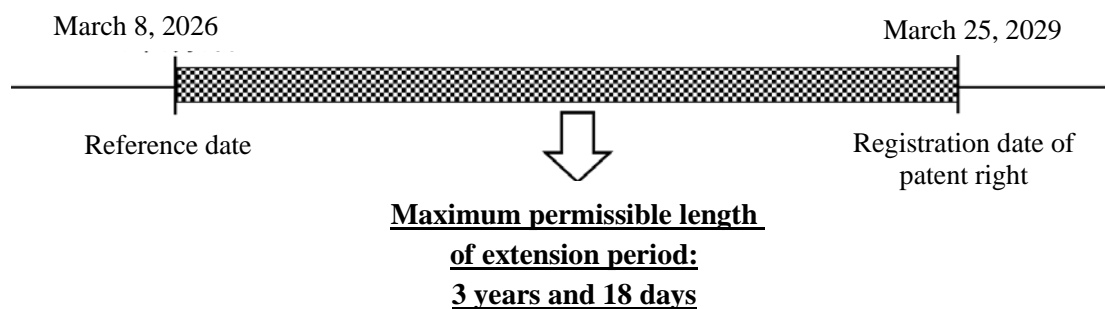 March 8, 2026
March 25, 2029
Reference date
Registration date of
patent right
Maximum permissible length
of extension period:
3 years and 18 days